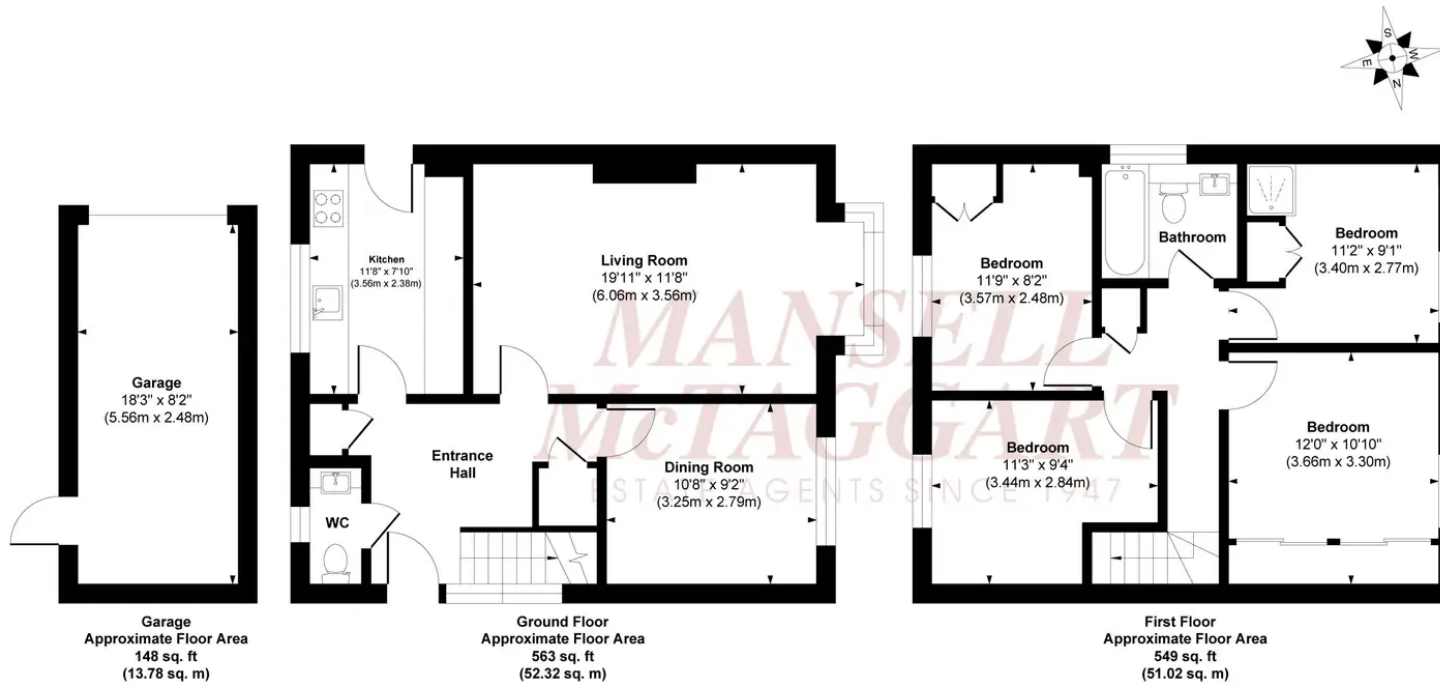 S
E
W
N
Kitchen
11'8" x 7'10"
(3.56m x 2.38m)
Living Room
19'11" x 11'8"
(6.06m x 3.56m)
Garage
18'3" x 8'2"
(5.56m x 2.48m)
Entrance
Hall
WC
Dining Room
10'8" x 9'2"
(3.25m x 2.79m)
Bedroom
11'9" x 8'2"
(3.57m x 2.48m)
Bathroom
Bedroom
11'2" x 9'1"
(3.40m x 2.77m)
Bedroom
11'3" x 9'4"
(3.44m x 2.84m)
Bedroom
12'0" x 10'10"
(3.66m x 3.30m)
MANSELL
McTAGGART
ESTATE AGENTS SINCE 1947
Garage
Approximate Floor Area
148 sq. ft
(13.78 sq. m)
Ground Floor
Approximate Floor Area
563 sq. ft
(52.32 sq. m)
First Floor
Approximate Floor Area
549 sq. ft
(51.02 sq. m)